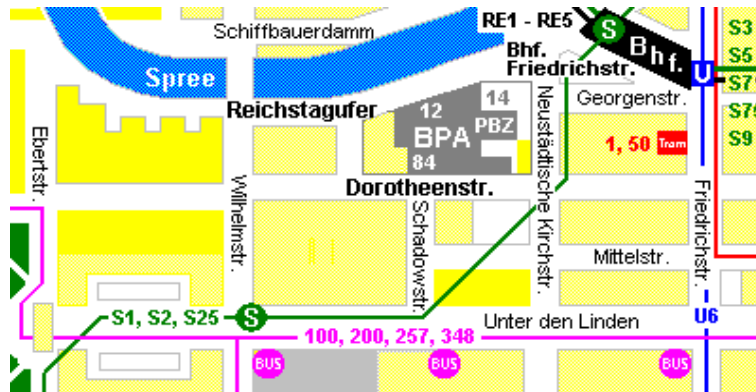 RE1 - RE5
S
S3
Schiffbauerdamm
Bhf.
Bhf.
Friedrichstr.
S5
U
Spree
S7
14
Georgenstr.
Reichstagufer
12
S75
BPA
PBZ
1, 50
Tram
S9
84
Ebertstr.
Wilhelmstr.
Dorotheenstr.
Schadowstr.
Neustädtische Kirchstr.
Friedrichstr.
Mittelstr.
S1, S2, S25
S
Unter den Linden
U6
100, 200, 257, 348
BUS
BUS
BUS